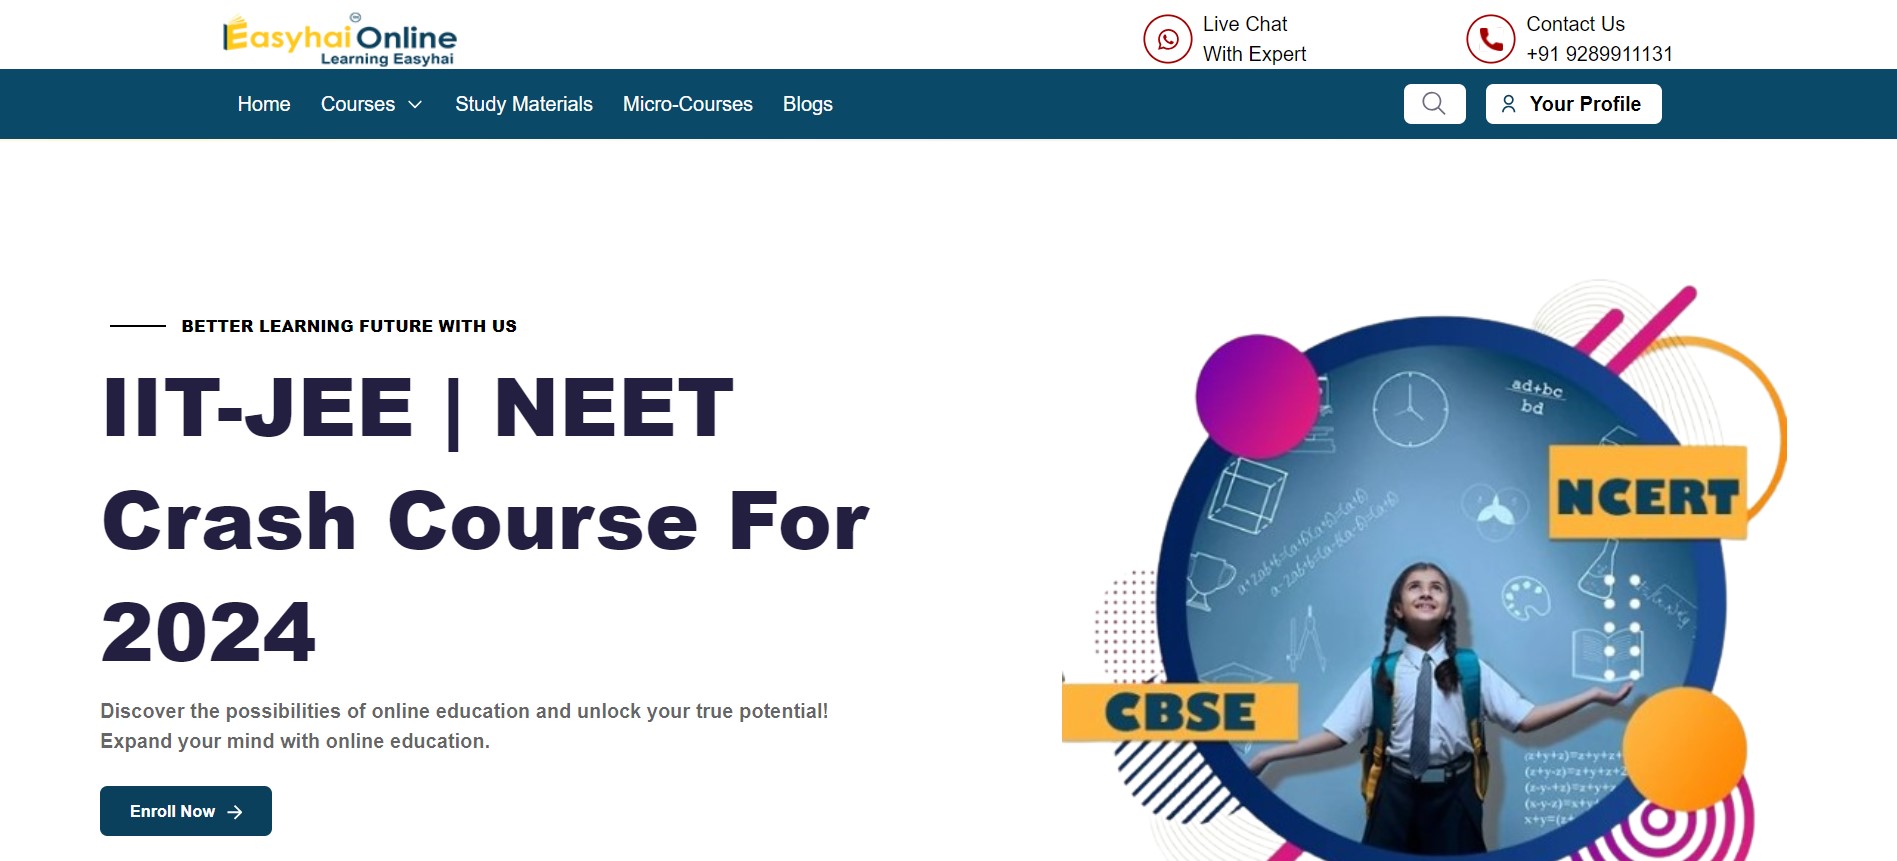 Easyhai Online
Learning Easyhai
Live Chat
With Expert
Contact Us
+91 9289911131
Home
Courses
Study Materials
Micro-Courses
Blogs
Your Profile
BETTER LEARNING FUTURE WITH US
IIT-JEE | NEET
Crash Course For
2024
Discover the possibilities of online education and unlock your true potential!
Expand your mind with online education.
Enroll Now
ad+bc
bd
NCERT
CBSE